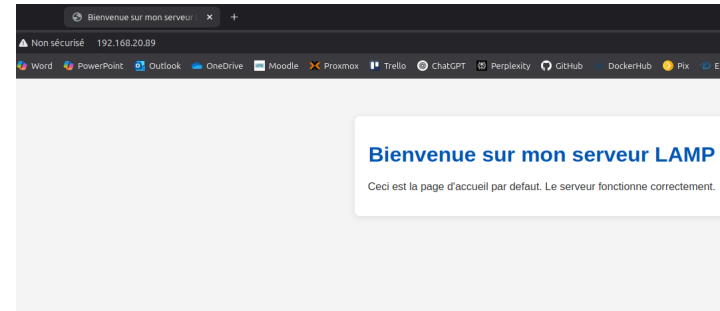 Bienvenue sur mon serveur
Non sécurisé 192.168.20.89
Word PowerPoint Outlook OneDrive Moodle Proxmox Trello ChatGPT Perplexity GitHub DockerHub Pix E
Bienvenue sur mon serveur LAMP
Ceci est la page d'accueil par defaut. Le serveur fonctionne correctement.